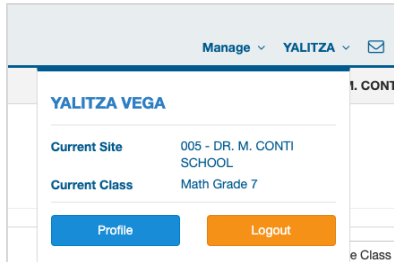 Manage YALITZA
M. CONT
YALITZA VEGA
Current Site 005 - DR. M. CONTI
SCHOOL
Current Class Math Grade 7
Profile Logout
e Class